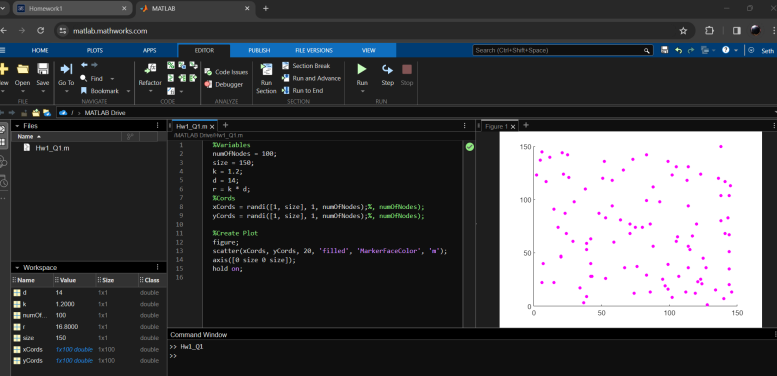 Homework1
MATLAB
matlab.mathworks.com
HOME PLOTS APPS EDITOR PUBLISH FILE VERSIONS VIEW
Search (Ctrl+Shift+Space)
Seth
Open Save Go To Find Bookmark Refactor Code Issues Debugger Run Section Section Break Run and Advance Run to End Run Step Stop
FILE NAVIGATE CODE ANALYZE SECTION RUN
/ › MATLAB Drive
Files
Name
Hw1_Q1.m
Workspace
Name Value Size Class
d 14 1x1 double
k 1.2000 1x1 double
numOf... 100 1x1 double
r 16.8000 1x1 double
size 150 1x1 double
xCords 1x100 double 1x100 double
yCords 1x100 double 1x100 double
Hw1_Q1.m
/MATLAB Drive/Hw1_Q1.m
1 %Variables
2 numOfNodes = 100;
3 size = 150;
4 k = 1.2;
5 d = 14;
6 r = k * d;
7 %Cords
8 xCords = randi([1, size], 1, numOfNodes);%, numOfNodes);
9 yCords = randi([1, size], 1, numOfNodes);%, numOfNodes);
10
11 %Create Plot
12 figure;
13 scatter(xCords, yCords, 20, 'filled', 'MarkerFaceColor', 'm');
14 axis([0 size 0 size]);
15 hold on;
16
Command Window
>> Hw1_Q1
>>
Figure 1
150
100
50
0
0 50 100 150